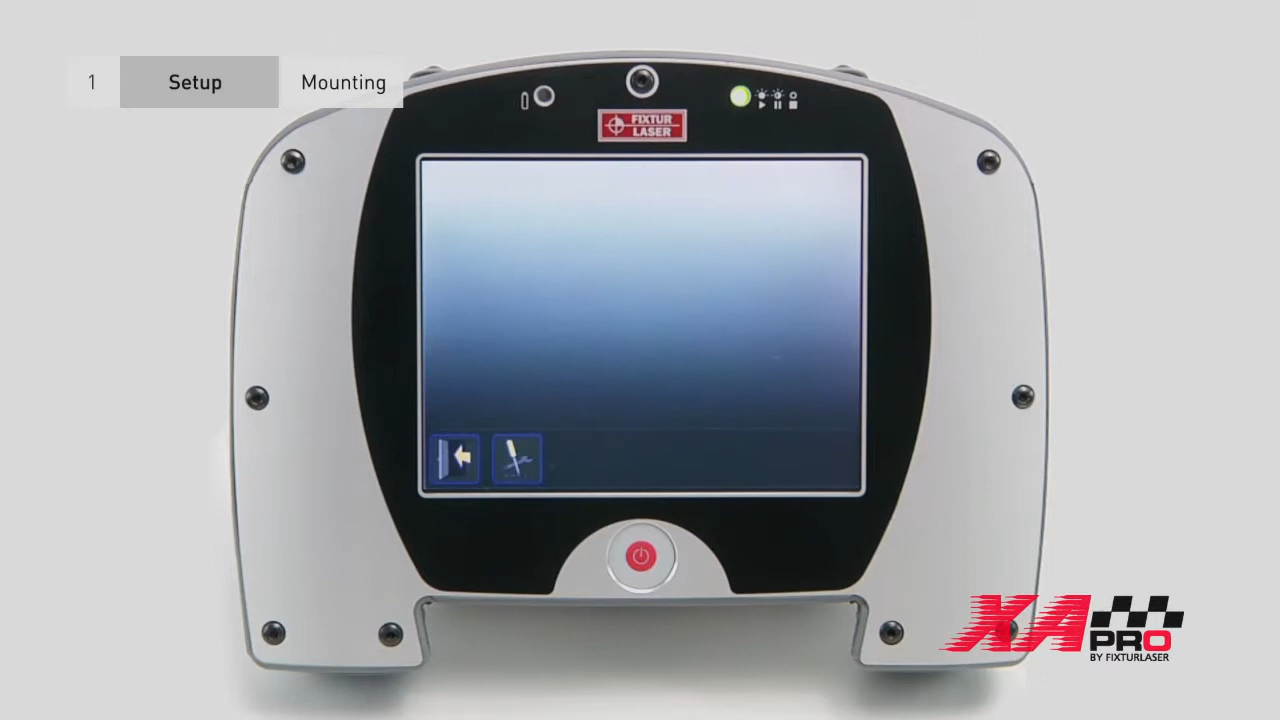 1 Setup Mounting
FIXTUR
LASER
XA
PRO
BY FIXTURLASER